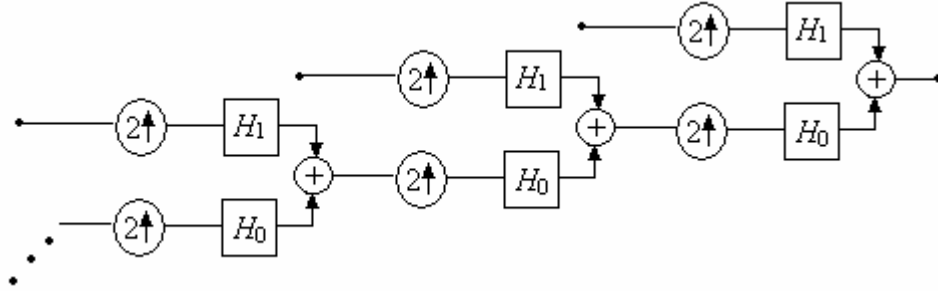 2↑ H₁
2↑ H₁ +
2↑ H₁ + 2↑ H₀
+ 2↑ H₀
2↑ H₀